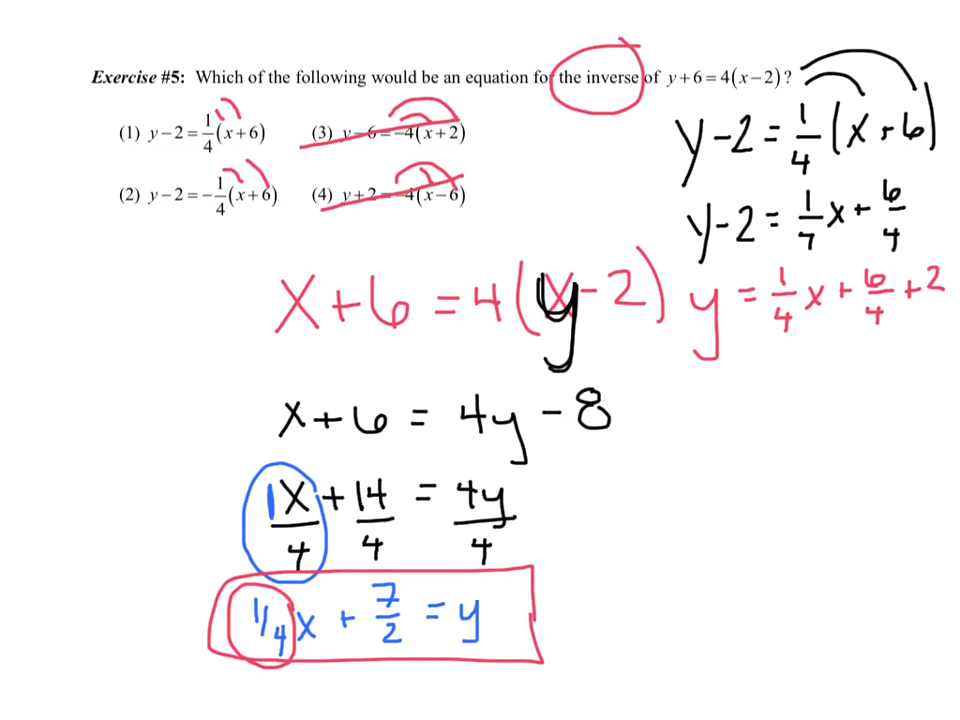 Exercise #5: Which of the following would be an equation for the inverse of y+6=4(x−2)?
(1) y−2=1/4(x+6) (3) y−6=−4(x+2)
(2) y−2=−1/4(x+6) (4) y+2=−4(x−6)
y−2=1/4(x+6)
y−2=1/4x+6/4
y=1/4x+6/4+2
x+6=4(y−2)
x+6=4y−8
1x/4+14/4=4y/4
1/4x+7/2=y